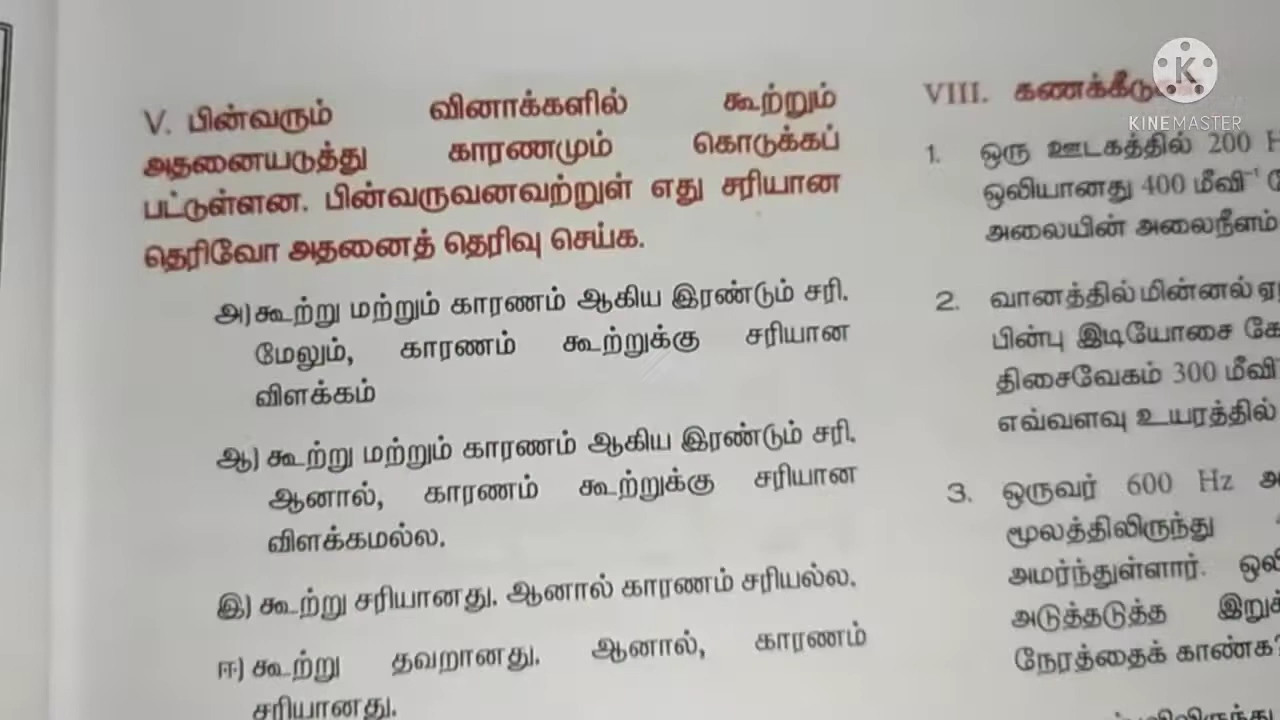 V. பின்வரும் வினாக்களில் கூற்றும்
அதனையடுத்து காரணமும் கொடுக்கப்
பட்டுள்ளன. பின்வருவனவற்றுள் எது சரியான
தெரிவோ அதனைத் தெரிவு செய்க.
அ) கூற்று மற்றும் காரணம் ஆகிய இரண்டும் சரி.
மேலும், காரணம் கூற்றுக்கு சரியான
விளக்கம்
ஆ) கூற்று மற்றும் காரணம் ஆகிய இரண்டும் சரி.
ஆனால், காரணம் கூற்றுக்கு சரியான
விளக்கமல்ல.
இ) கூற்று சரியானது. ஆனால் காரணம் சரியல்ல.
ஈ) கூற்று தவறானது. ஆனால், காரணம்
சரியானது.
VIII.
1. ஒரு ஊடகத்தில் 200
ஒலியானது 400 மீவி⁻¹
அலையின் அலைநீளம்
2. வானத்தில் மின்னல்
பின்பு இடியோசை
திசைவேகம் 300 மீவி
எவ்வளவு உயரத்தில்
3. ஒருவர் 600 Hz
மூலத்திலிருந்து
அமர்ந்துள்ளார்.
அடுத்தடுத்த
நேரத்தைக் காண்க?
K
KINEMASTER